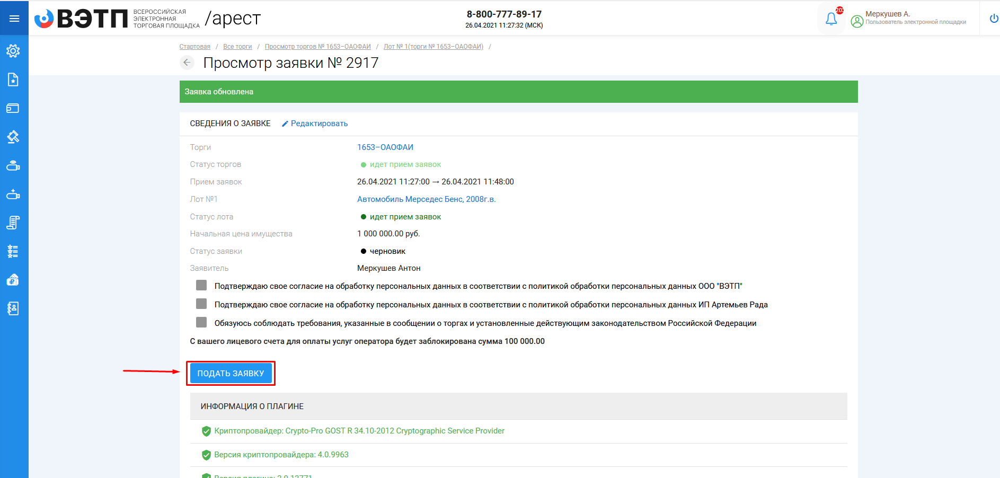 ВЭТП
ВСЕРОССИЙСКАЯ
ЭЛЕКТРОННАЯ
ТОРГОВАЯ ПЛОЩАДКА
/арест
8-800-777-89-17
26.04.2021 11:27:32 (МСК)
203
Меркушев А.
Пользователь электронной площадки
Стартовая / Все торги / Просмотр торгов № 1653–ОАОФАИ / Лот № 1(торги № 1653–ОАОФАИ) /
Просмотр заявки № 2917
Заявка обновлена
СВЕДЕНИЯ О ЗАЯВКЕ Редактировать
Торги 1653–ОАОФАИ
Статус торгов идет прием заявок
Прием заявок 26.04.2021 11:27:00 → 26.04.2021 11:48:00
Лот №1 Автомобиль Мерседес Бенс, 2008г.в.
Статус лота идет прием заявок
Начальная цена имущества 1 000 000.00 руб.
Статус заявки черновик
Заявитель Меркушев Антон
Подтверждаю свое согласие на обработку персональных данных в соответствии с политикой обработки персональных данных ООО "ВЭТП"
Подтверждаю свое согласие на обработку персональных данных в соответствии с политикой обработки персональных данных ИП Артемьев Рада
Обязуюсь соблюдать требования, указанные в сообщении о торгах и установленные действующим законодательством Российской Федерации
С вашего лицевого счета для оплаты услуг оператора будет заблокирована сумма 100 000.00
ПОДАТЬ ЗАЯВКУ
ИНФОРМАЦИЯ О ПЛАГИНЕ
Криптопровайдер: Crypto-Pro GOST R 34.10-2012 Cryptographic Service Provider
Версия криптопровайдера: 4.0.9963
Версия плагина: 2.0.13771